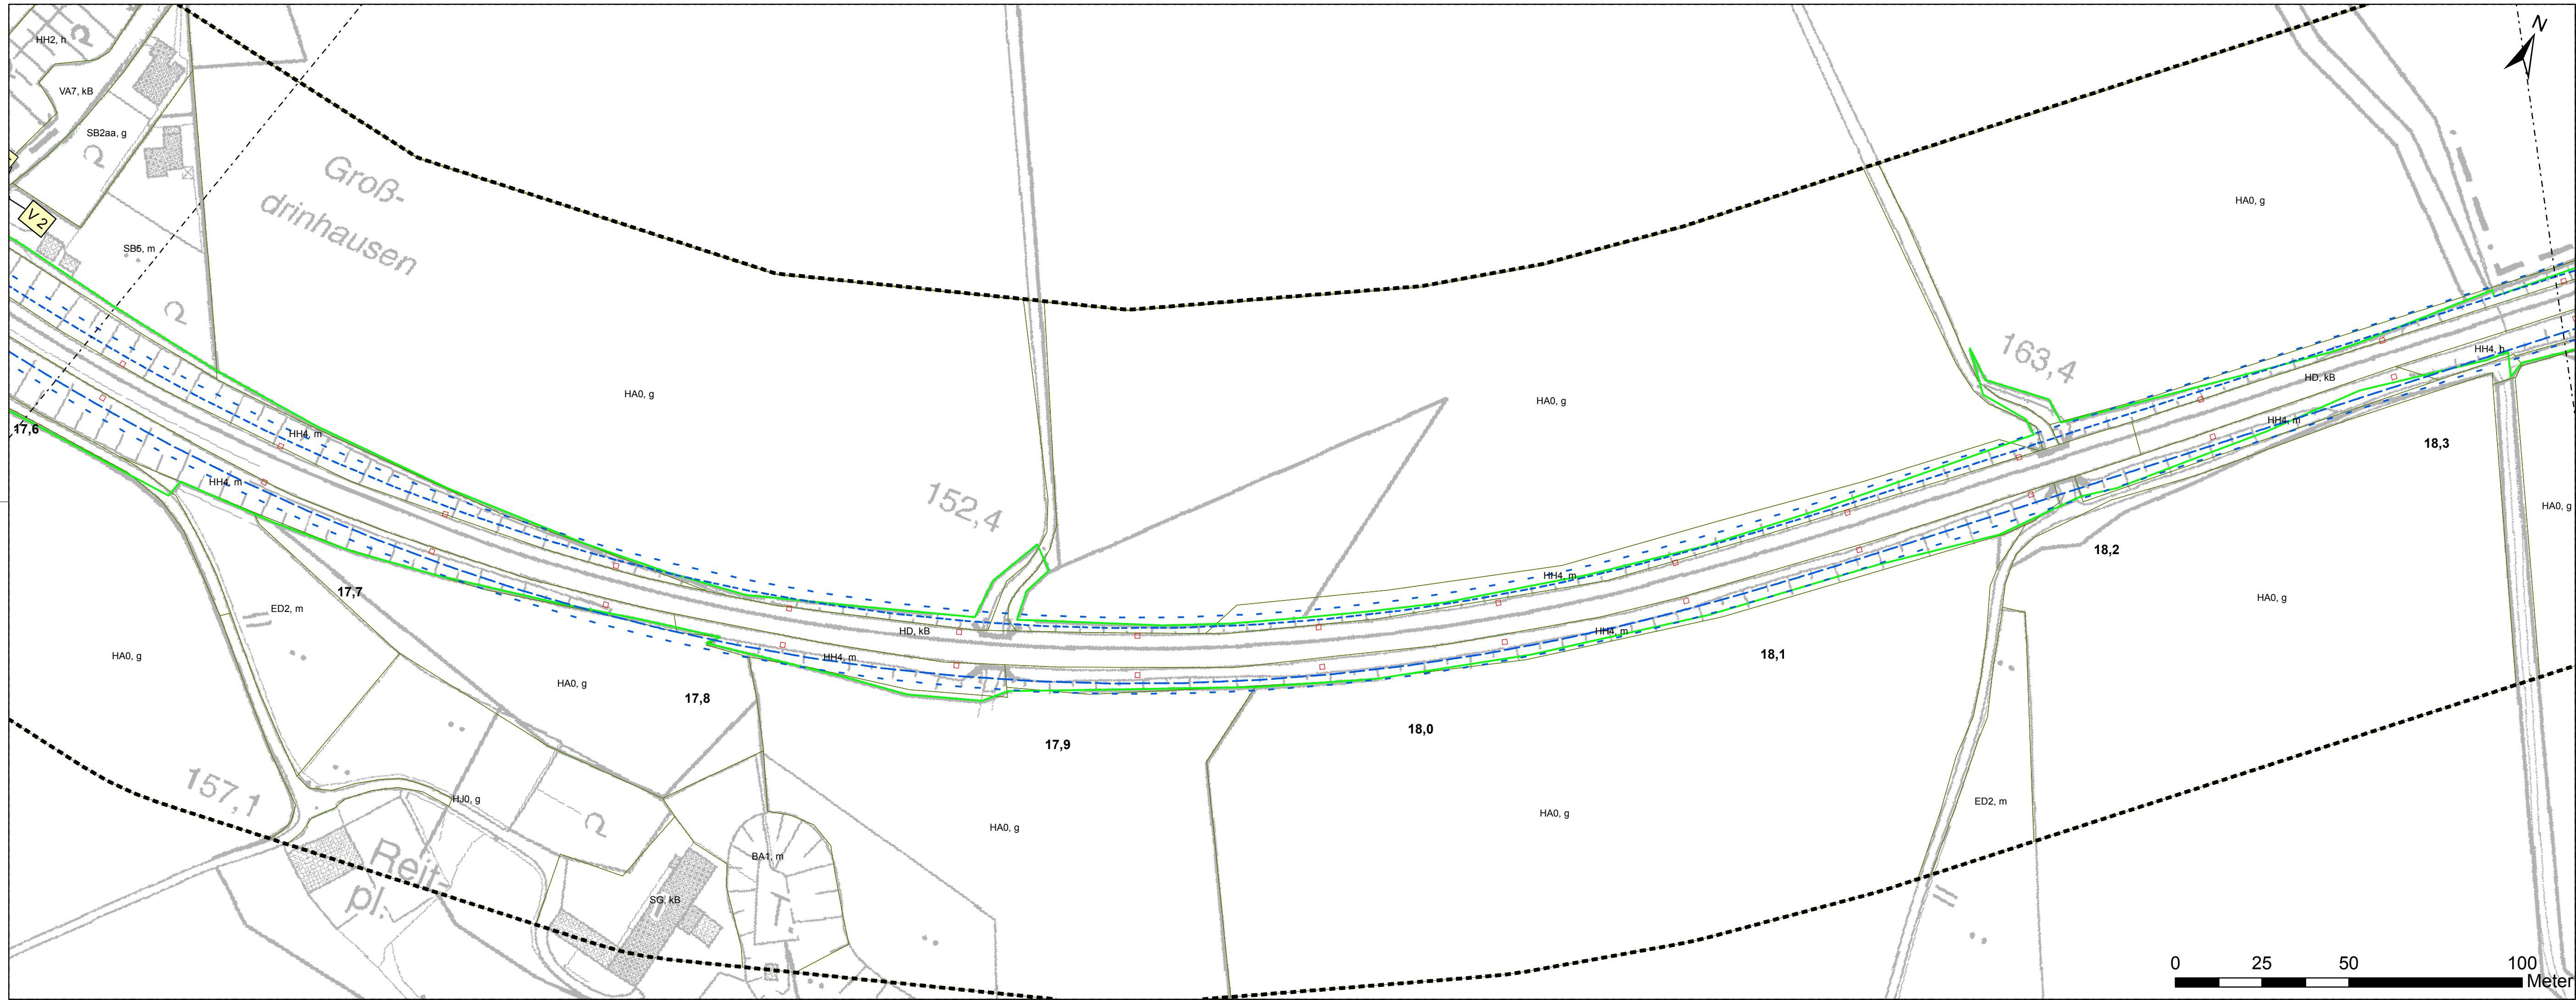 HH2, h
N
VA7, kB
SB2aa, g
Groß-
drinhausen
HA0, g
V 2
SB5, m
163,4
HH4, h
HD, kB
HA0, g
HA0, g
HH4, m
17,6
HH4, m
18,3
HH4, m
152,4
HA0, g
18,2
HH4, m
17,7
HA0, g
ED2, m
HD, kB
HH4, m
HH4, m
HA0, g
18,1
HA0, g
17,8
18,0
17,9
157,1
HJ0, g
ED2, m
HA0, g
HA0, g
Reit-
pl.
BA1, m
SG, kB
T.
0 25 50 100
Meter